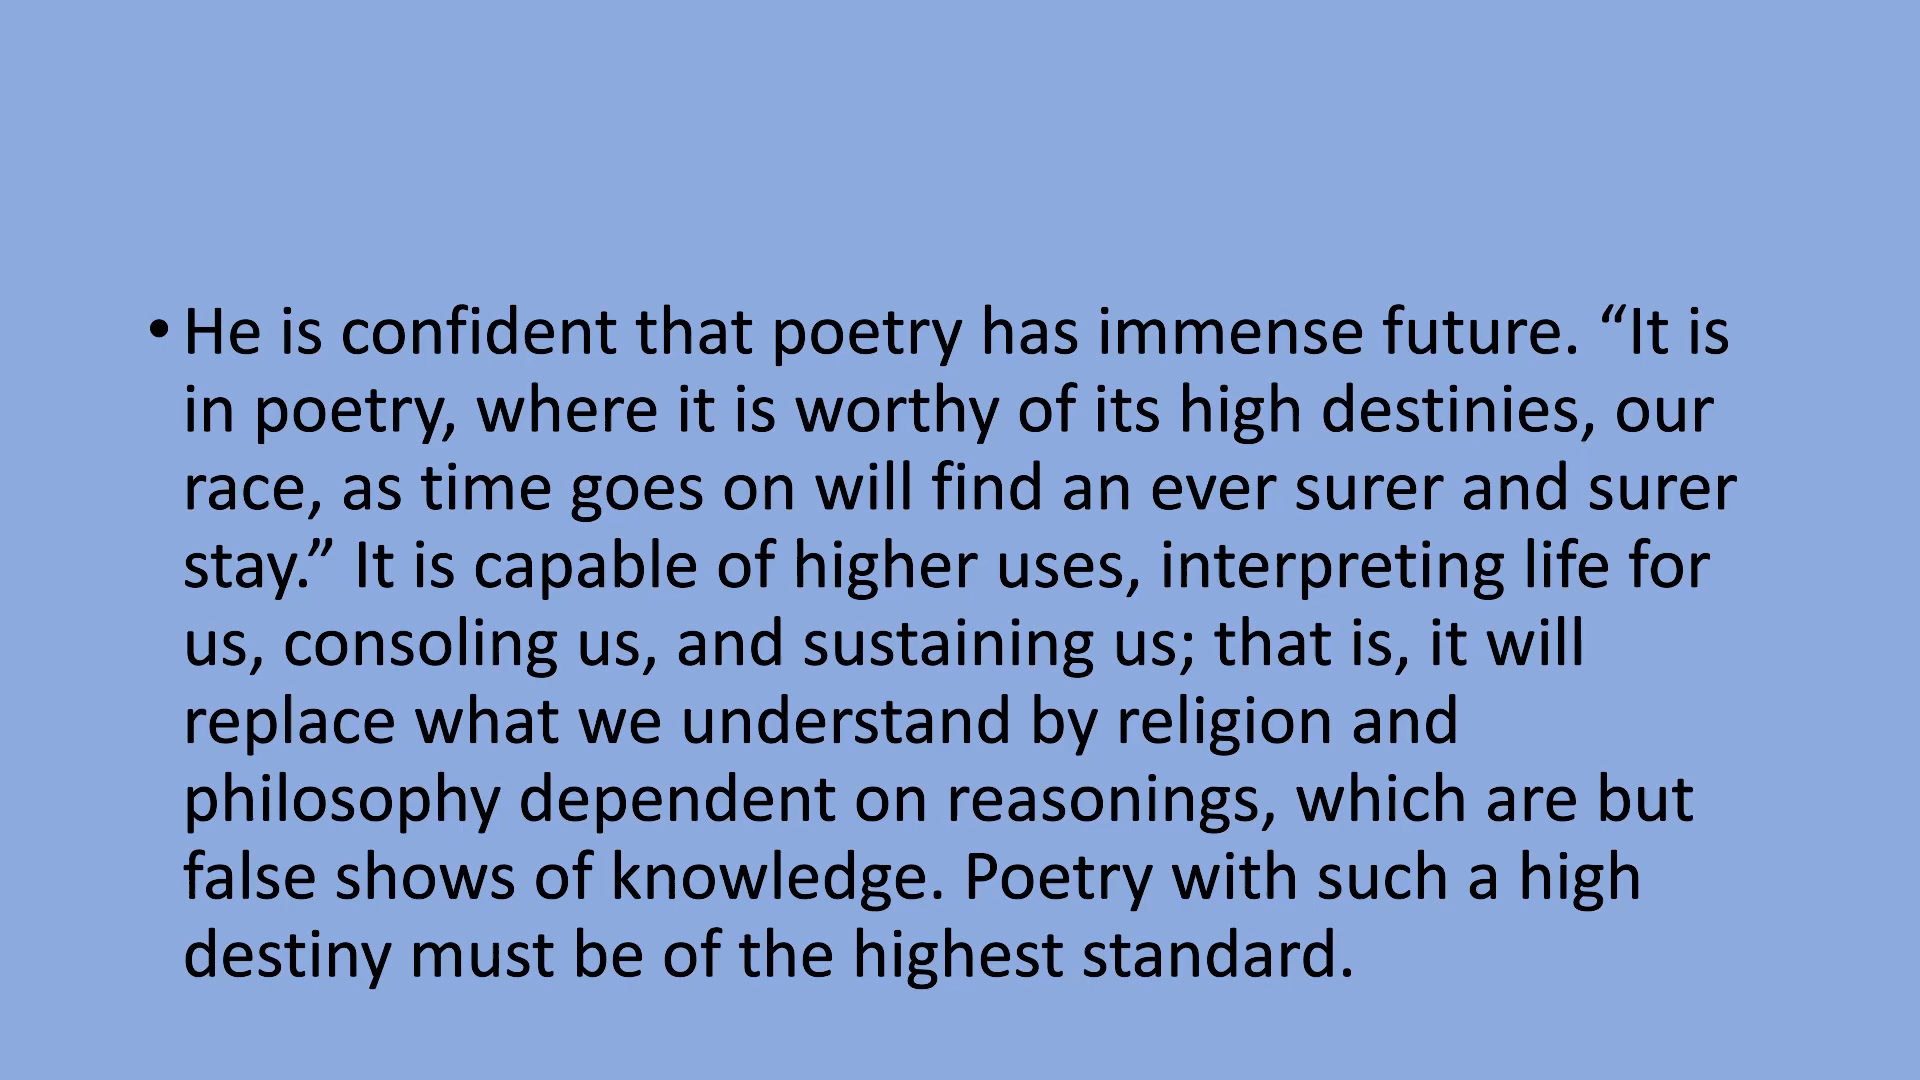 • He is confident that poetry has immense future. “It is
in poetry, where it is worthy of its high destinies, our
race, as time goes on will find an ever surer and surer
stay.” It is capable of higher uses, interpreting life for
us, consoling us, and sustaining us; that is, it will
replace what we understand by religion and
philosophy dependent on reasonings, which are but
false shows of knowledge. Poetry with such a high
destiny must be of the highest standard.